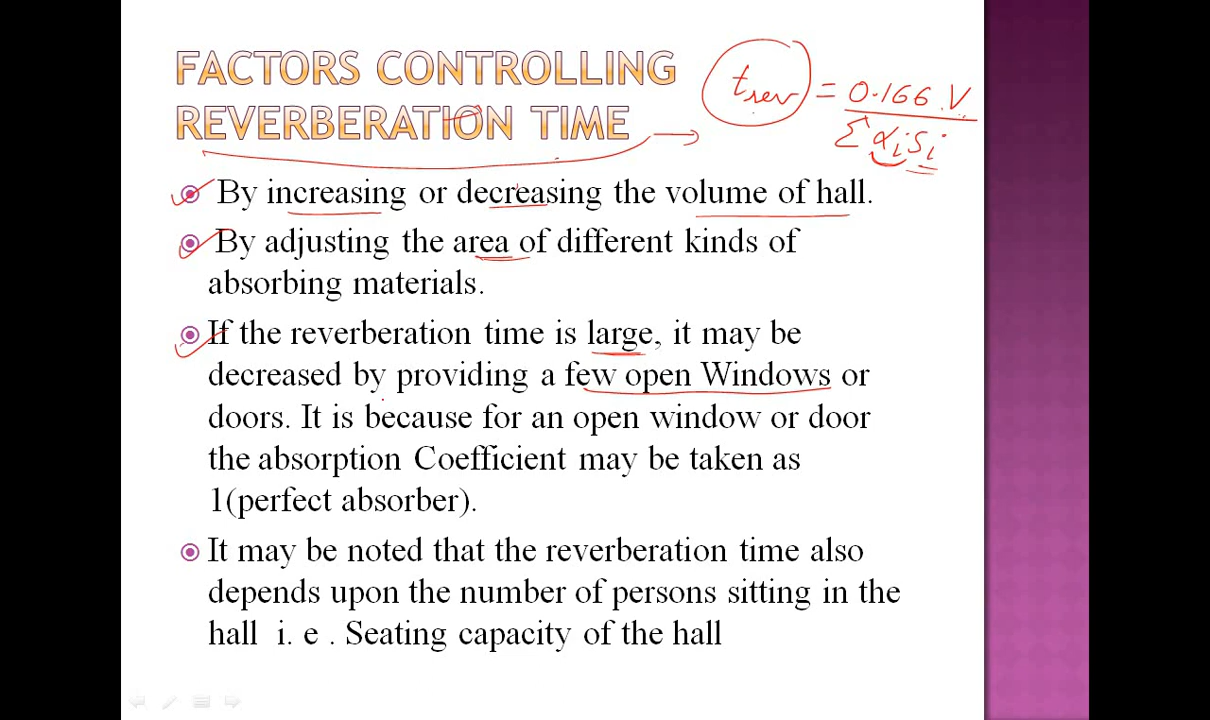 FACTORS CONTROLLING
REVERBERATION TIME
t rev = 0.166 . V
Σ αi Si
By increasing or decreasing the volume of hall.
By adjusting the area of different kinds of
absorbing materials.
If the reverberation time is large, it may be
decreased by providing a few open Windows or
doors. It is because for an open window or door
the absorption Coefficient may be taken as
1(perfect absorber).
It may be noted that the reverberation time also
depends upon the number of persons sitting in the
hall i. e . Seating capacity of the hall